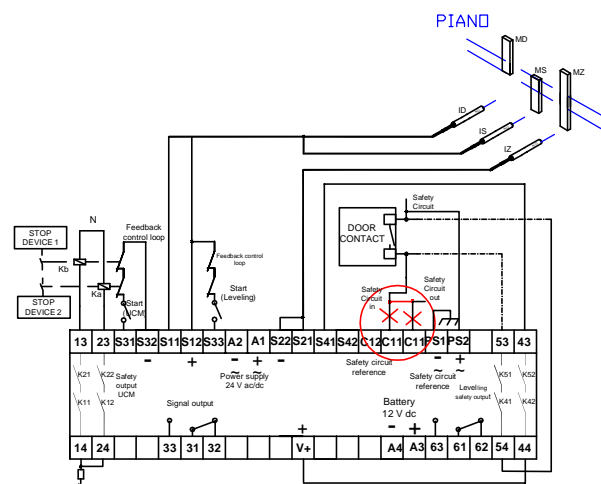 PIANO
MD
MS
MZ
ID
IS
IZ
N
Feedback
control loop
STOP
DEVICE 1
Kb
Ka
STOP
DEVICE 2
Start
(UCM)
Feedback control
loop
Start
(Leveling)
Safety
Circuit
DOOR
CONTACT
Safety
Circuit
in
Safety
Circuit
out
13 23 S31 S32 S11 S12 S33 A2 A1 S22 S21 S41 S42 C12 C11 C11 PS1 PS2 53 43
- + - + - - +
~ ~ ~ ~
K21 K22
Safety
output
UCM
K11 K12
Power supply
24 V ac/dc
Safety circuit
reference
Safety circuit
reference
K51 K52
Levelling
safety output
K41 K42
Signal output
Battery
12 V dc
+ - +
14 24 33 31 32 V+ A4 A3 63 61 62 54 44